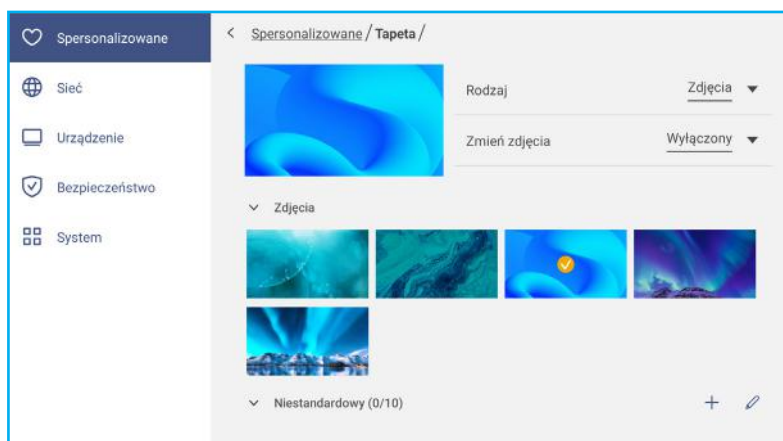 Spersonalizowane
Sieć
Urządzenie
Bezpieczeństwo
System
Spersonalizowane / Tapeta /
Rodzaj Zdjęcia
Zmień zdjęcia Wyłączony
Zdjęcia
Niestandardowy (0/10)